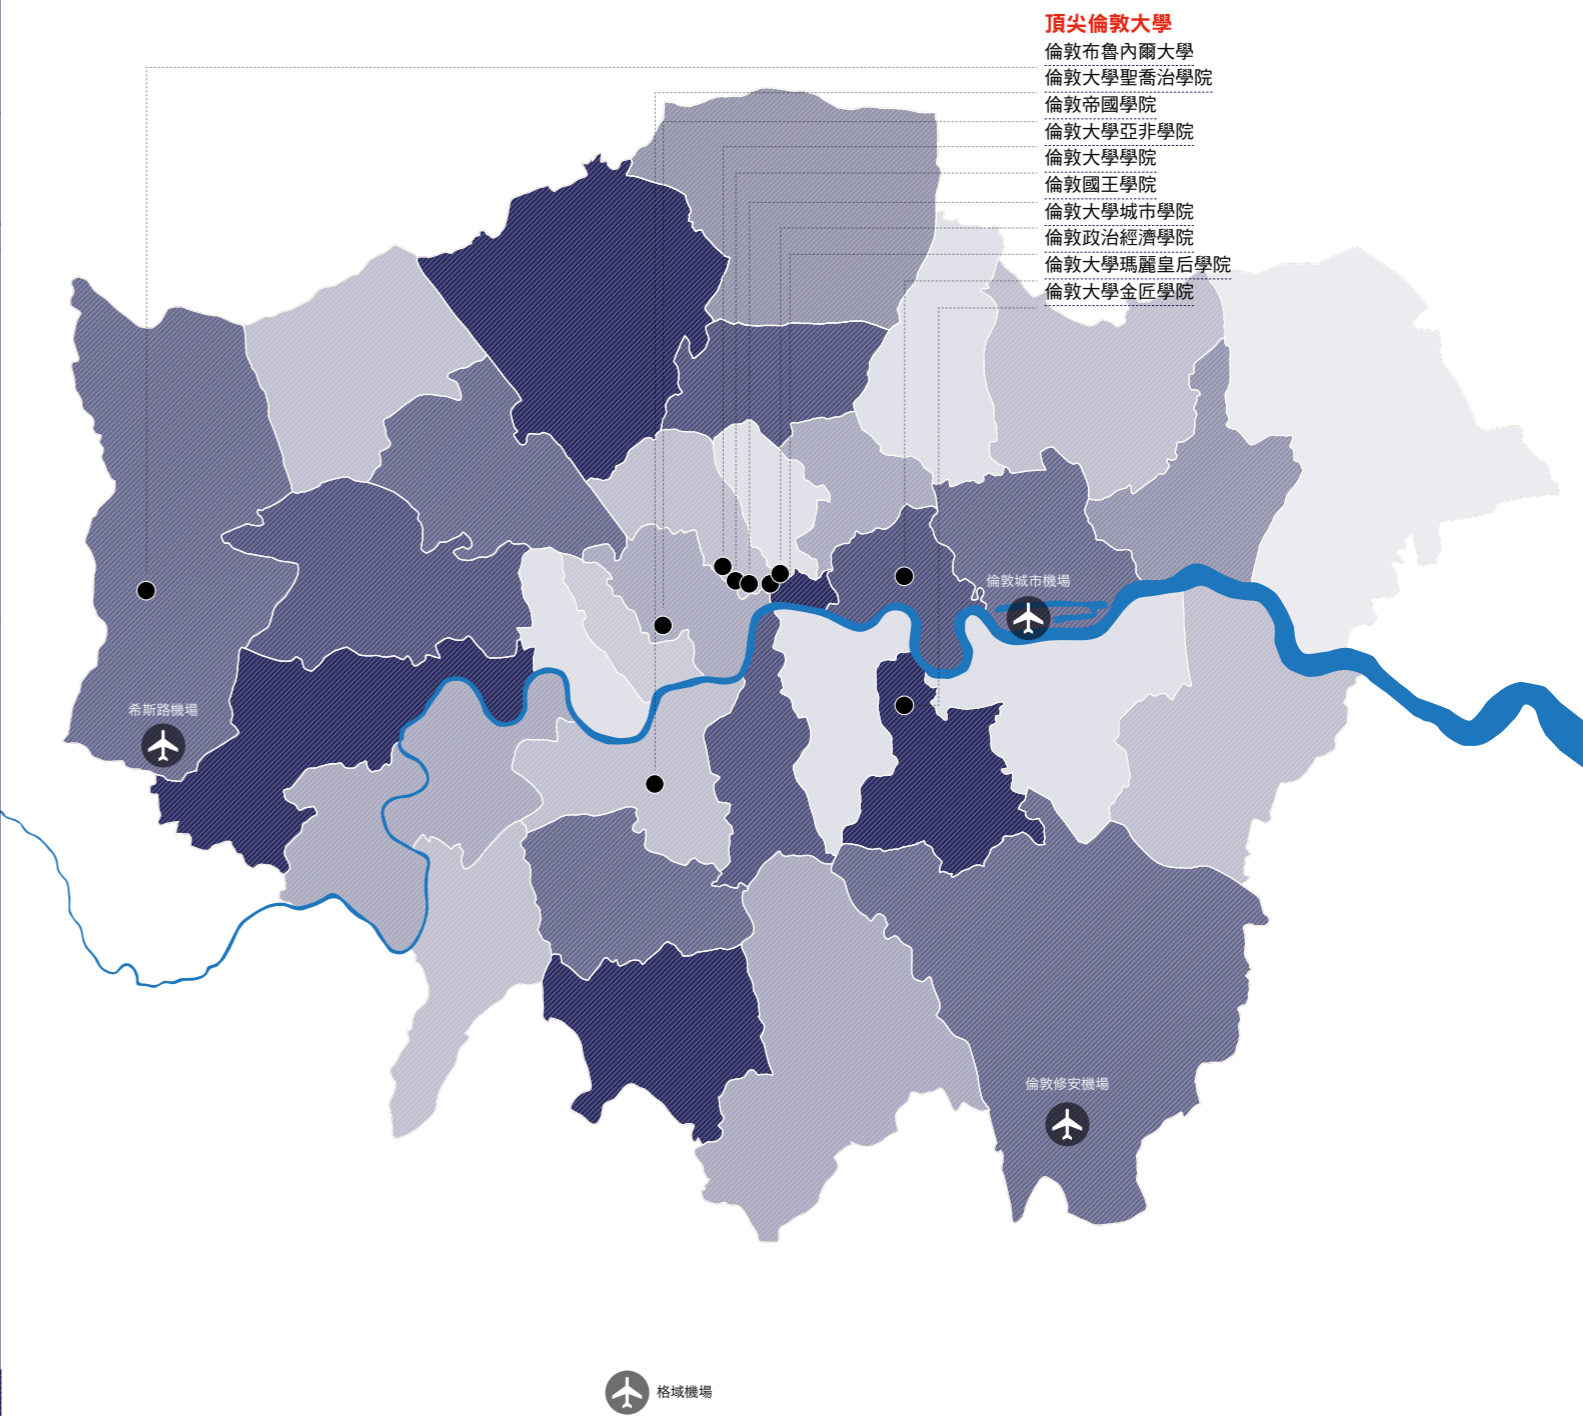 頂尖倫敦大學
倫敦布魯內爾大學
倫敦大學聖喬治學院
倫敦帝國學院
倫敦大學亞非學院
倫敦大學學院
倫敦國王學院
倫敦大學城市學院
倫敦政治經濟學院
倫敦大學瑪麗皇后學院
倫敦大學金匠學院
倫敦城市機場
希斯路機場
倫敦修安機場
格域機場